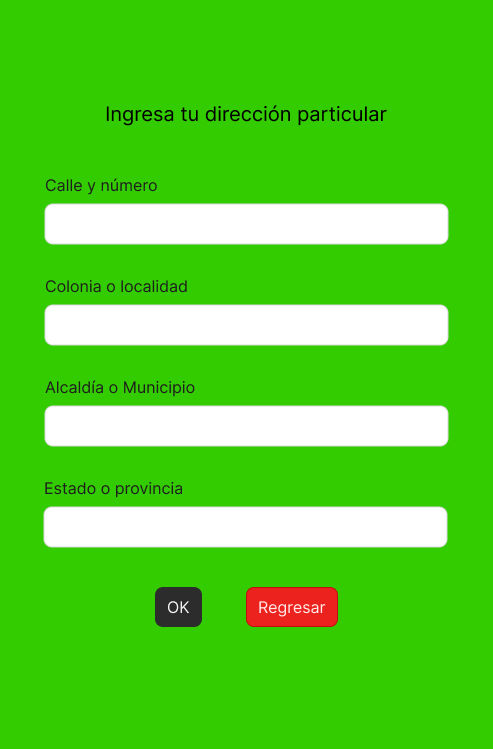 Ingresa tu dirección particular
Calle y número
Colonia o localidad
Alcaldía o Municipio
Estado o provincia
OK
Regresar